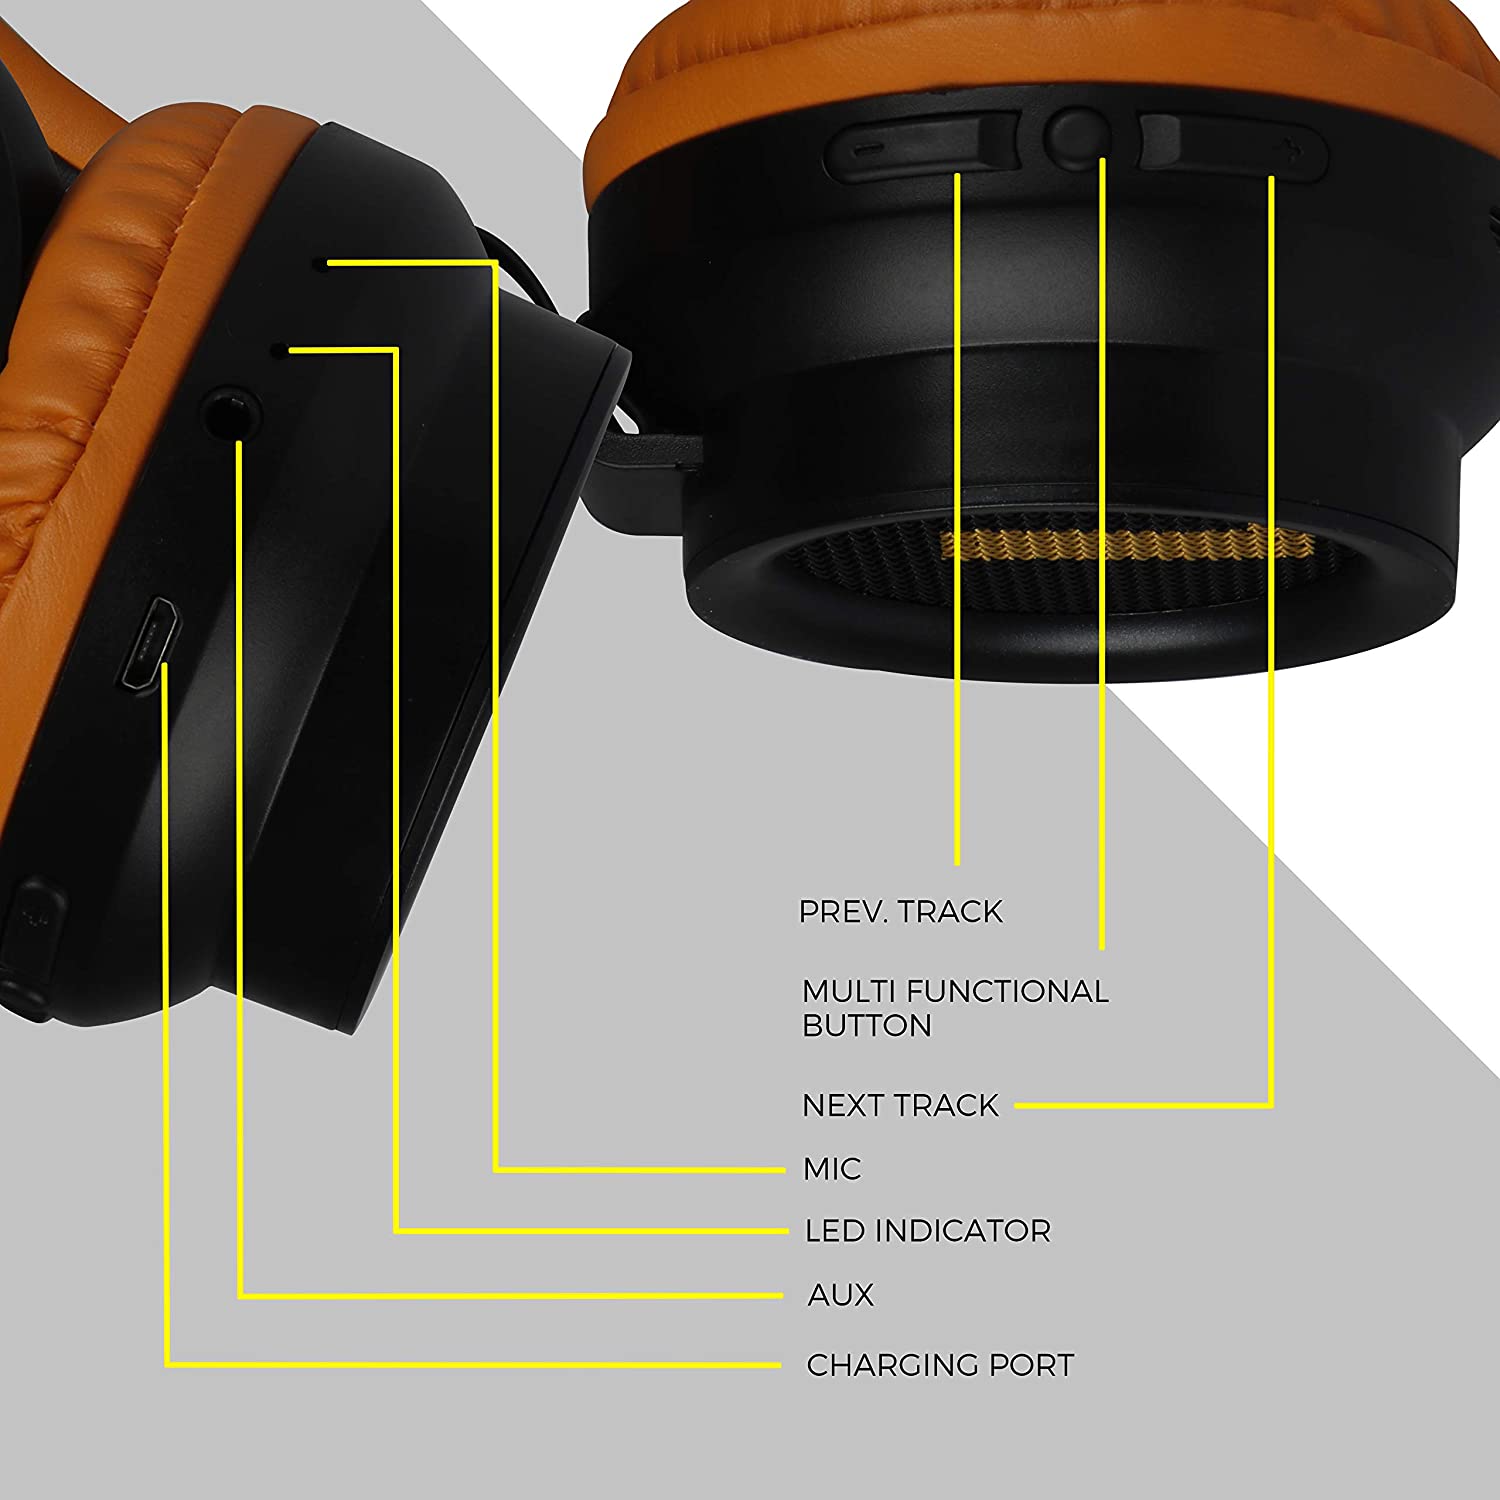 -
+
PREV. TRACK
MULTI FUNCTIONAL
BUTTON
NEXT TRACK
MIC
LED INDICATOR
AUX
CHARGING PORT